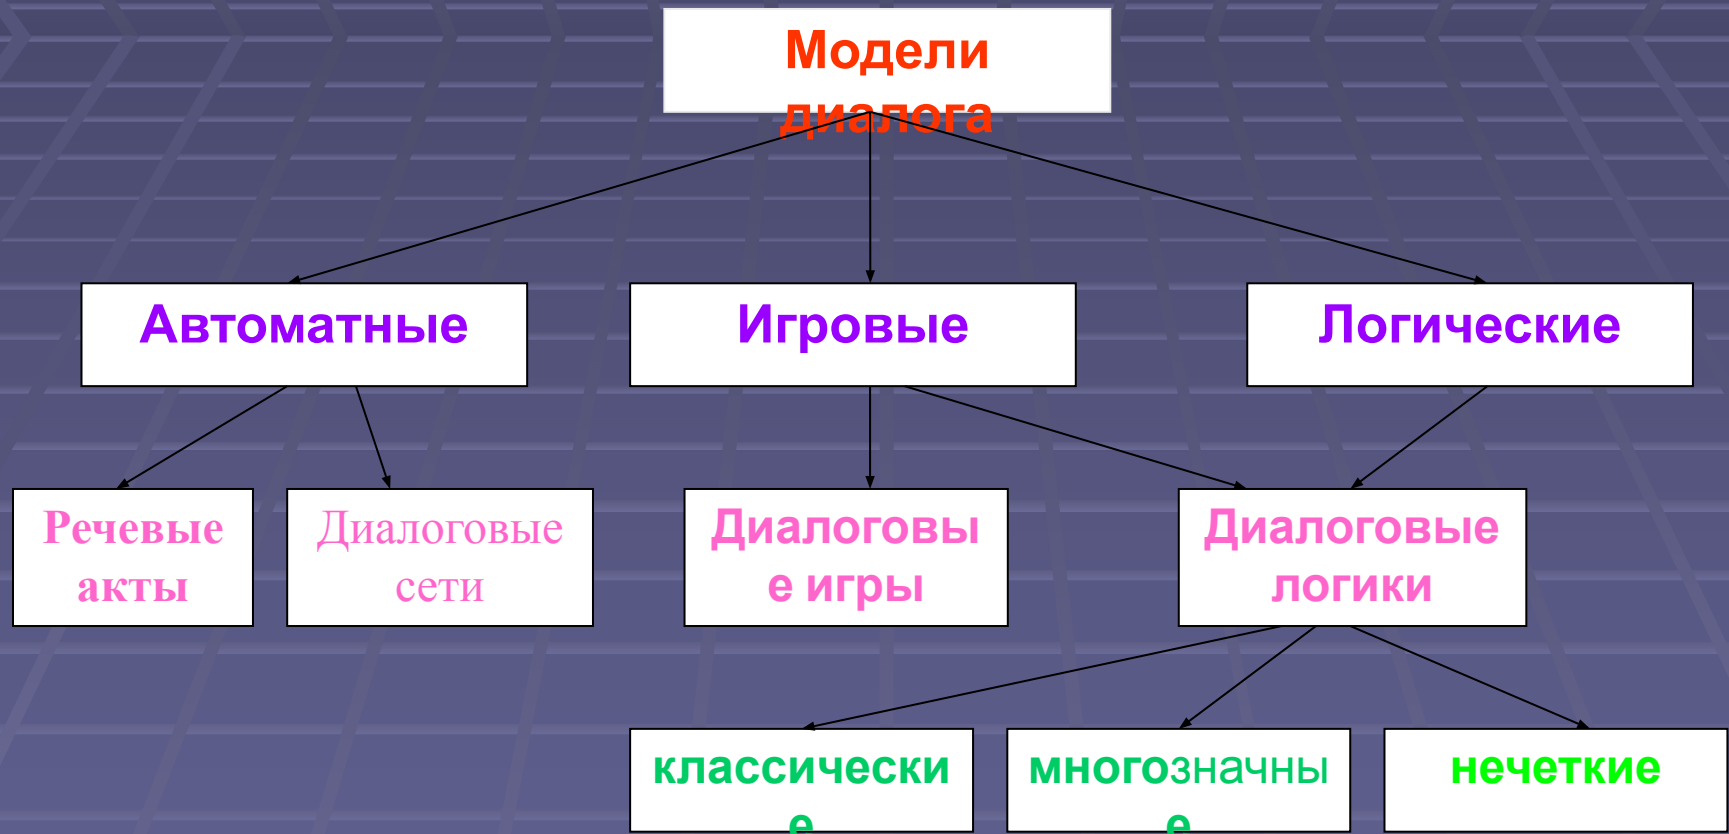 Модели
диалога
Автоматные
Игровые
Логические
Речевые
акты
Диалоговые
сети
Диалоговы
е игры
Диалоговые
логики
классически
е
многозначны
е
нечеткие